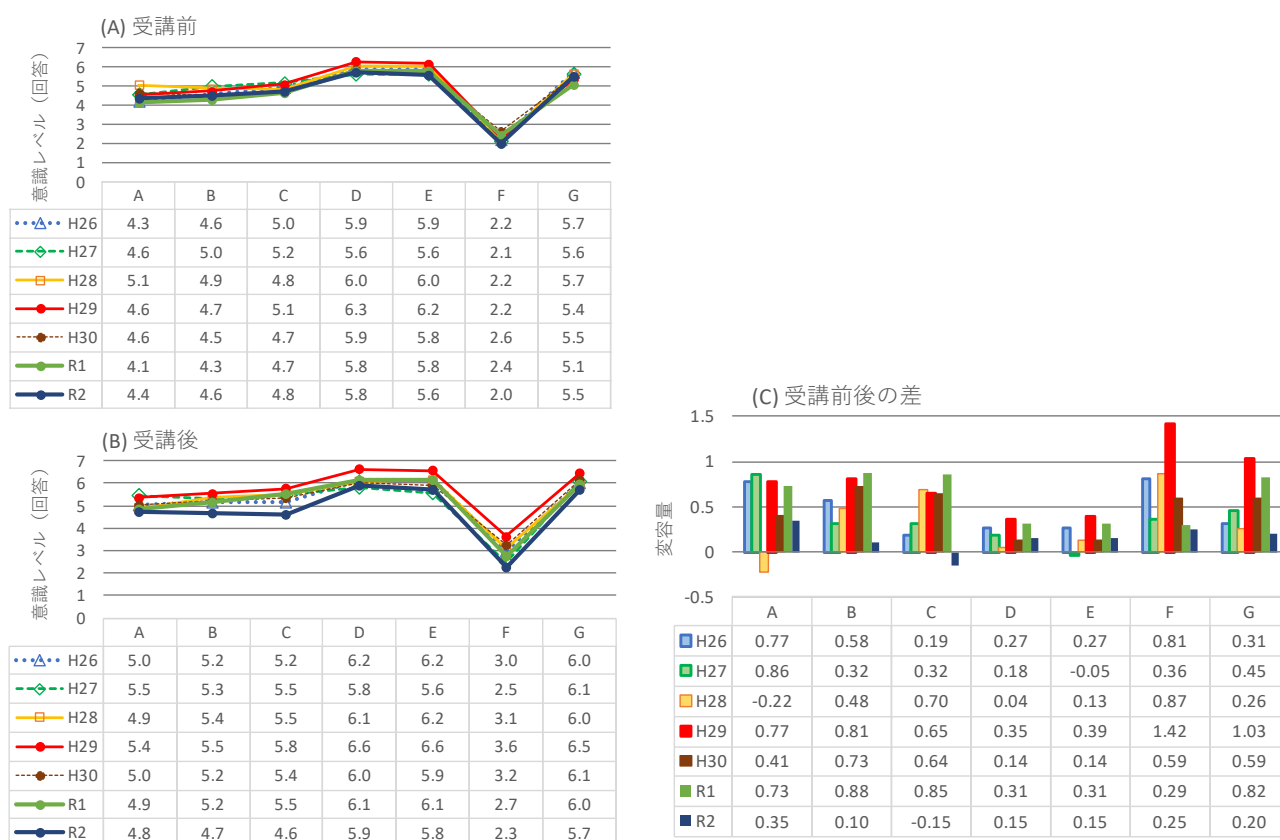 (A) 受講前
意識レベル（回答）
7
6
5
4
3
2
1
0
A B C D E F G
H26 4.3 4.6 5.0 5.9 5.9 2.2 5.7
H27 4.6 5.0 5.2 5.6 5.6 2.1 5.6
H28 5.1 4.9 4.8 6.0 6.0 2.2 5.7
H29 4.6 4.7 5.1 6.3 6.2 2.2 5.4
H30 4.6 4.5 4.7 5.9 5.8 2.6 5.5
R1 4.1 4.3 4.7 5.8 5.8 2.4 5.1
R2 4.4 4.6 4.8 5.8 5.6 2.0 5.5
(B) 受講後
意識レベル（回答）
7
6
5
4
3
2
1
0
A B C D E F G
H26 5.0 5.2 5.2 6.2 6.2 3.0 6.0
H27 5.5 5.3 5.5 5.8 5.6 2.5 6.1
H28 4.9 5.4 5.5 6.1 6.2 3.1 6.0
H29 5.4 5.5 5.8 6.6 6.6 3.6 6.5
H30 5.0 5.2 5.4 6.0 5.9 3.2 6.1
R1 4.9 5.2 5.5 6.1 6.1 2.7 6.0
R2 4.8 4.7 4.6 5.9 5.8 2.3 5.7
(C) 受講前後の差
変容量
1.5
1
0.5
0
-0.5
A B C D E F G
H26 0.77 0.58 0.19 0.27 0.27 0.81 0.31
H27 0.86 0.32 0.32 0.18 -0.05 0.36 0.45
H28 -0.22 0.48 0.70 0.04 0.13 0.87 0.26
H29 0.77 0.81 0.65 0.35 0.39 1.42 1.03
H30 0.41 0.73 0.64 0.14 0.14 0.59 0.59
R1 0.73 0.88 0.85 0.31 0.31 0.29 0.82
R2 0.35 0.10 -0.15 0.15 0.15 0.25 0.20